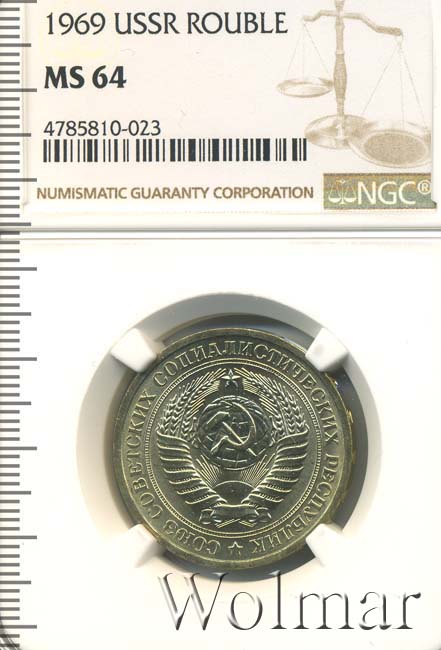 1969 USSR ROUBLE
MS 64
4785810-023
NUMISMATIC GUARANTY CORPORATION
NGC®
СОЮЗ СОВЕТСКИХ СОЦИАЛИСТИЧЕСКИХ РЕСПУБЛИК
Wolmar